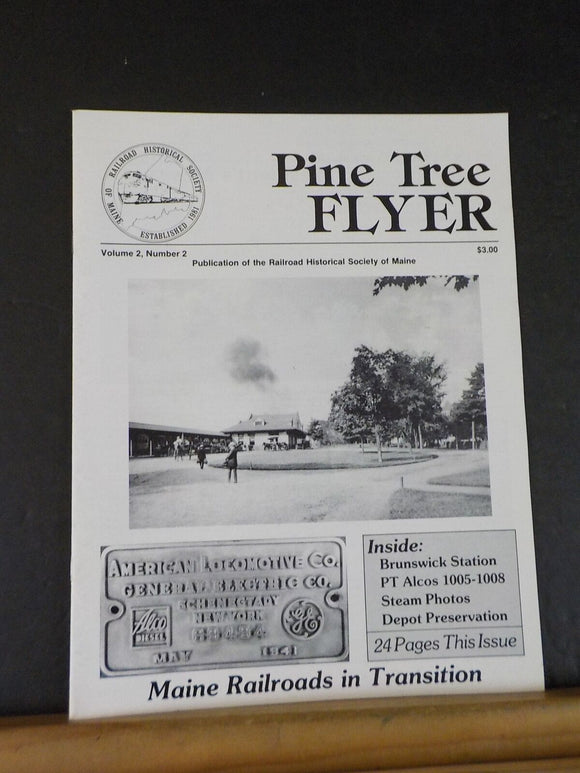 RAILROAD HISTORICAL SOCIETY
OF MAINE
ESTABLISHED 1981
Pine Tree
FLYER
Volume 2, Number 2
$3.00
Publication of the Railroad Historical Society of Maine
AMERICAN LOCOMOTIVE CO.
GENERAL ELECTRIC CO.
SCHENECTADY
NEW YORK
Alco
DIESEL
GE
MAY 1941
Inside:
Brunswick Station
PT Alcos 1005-1008
Steam Photos
Depot Preservation
24 Pages This Issue
Maine Railroads in Transition